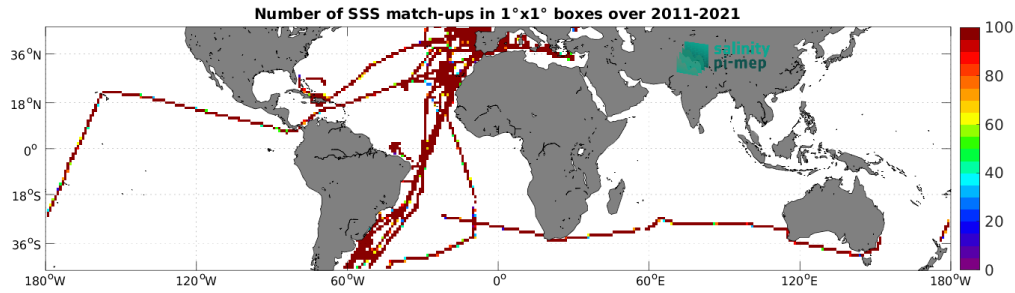 Number of SSS match-ups in 1°x1° boxes over 2011-2021
36°N
18°N
0°
18°S
36°S
180°W
120°W
60°W
0°
60°E
120°E
180°E
salinity
pi-mep
100
80
60
40
20
0